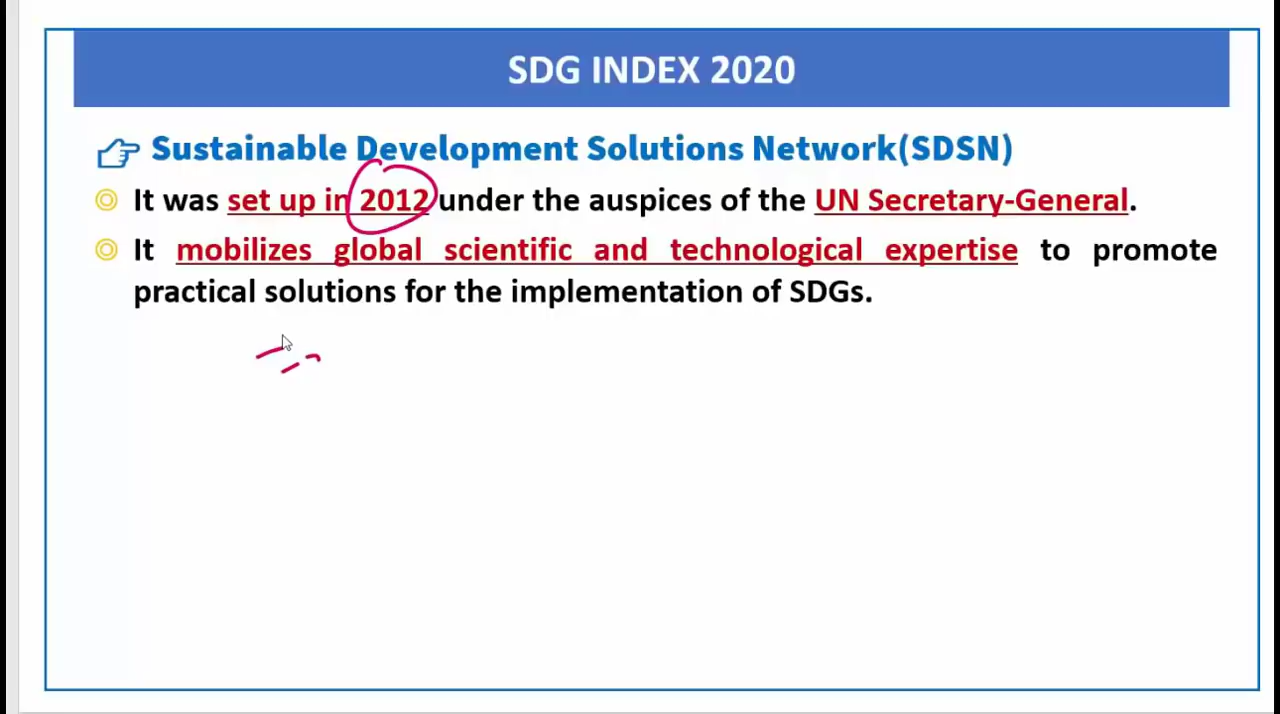 SDG INDEX 2020
Sustainable Development Solutions Network(SDSN)
It was set up in 2012 under the auspices of the UN Secretary-General.
It mobilizes global scientific and technological expertise to promote
practical solutions for the implementation of SDGs.